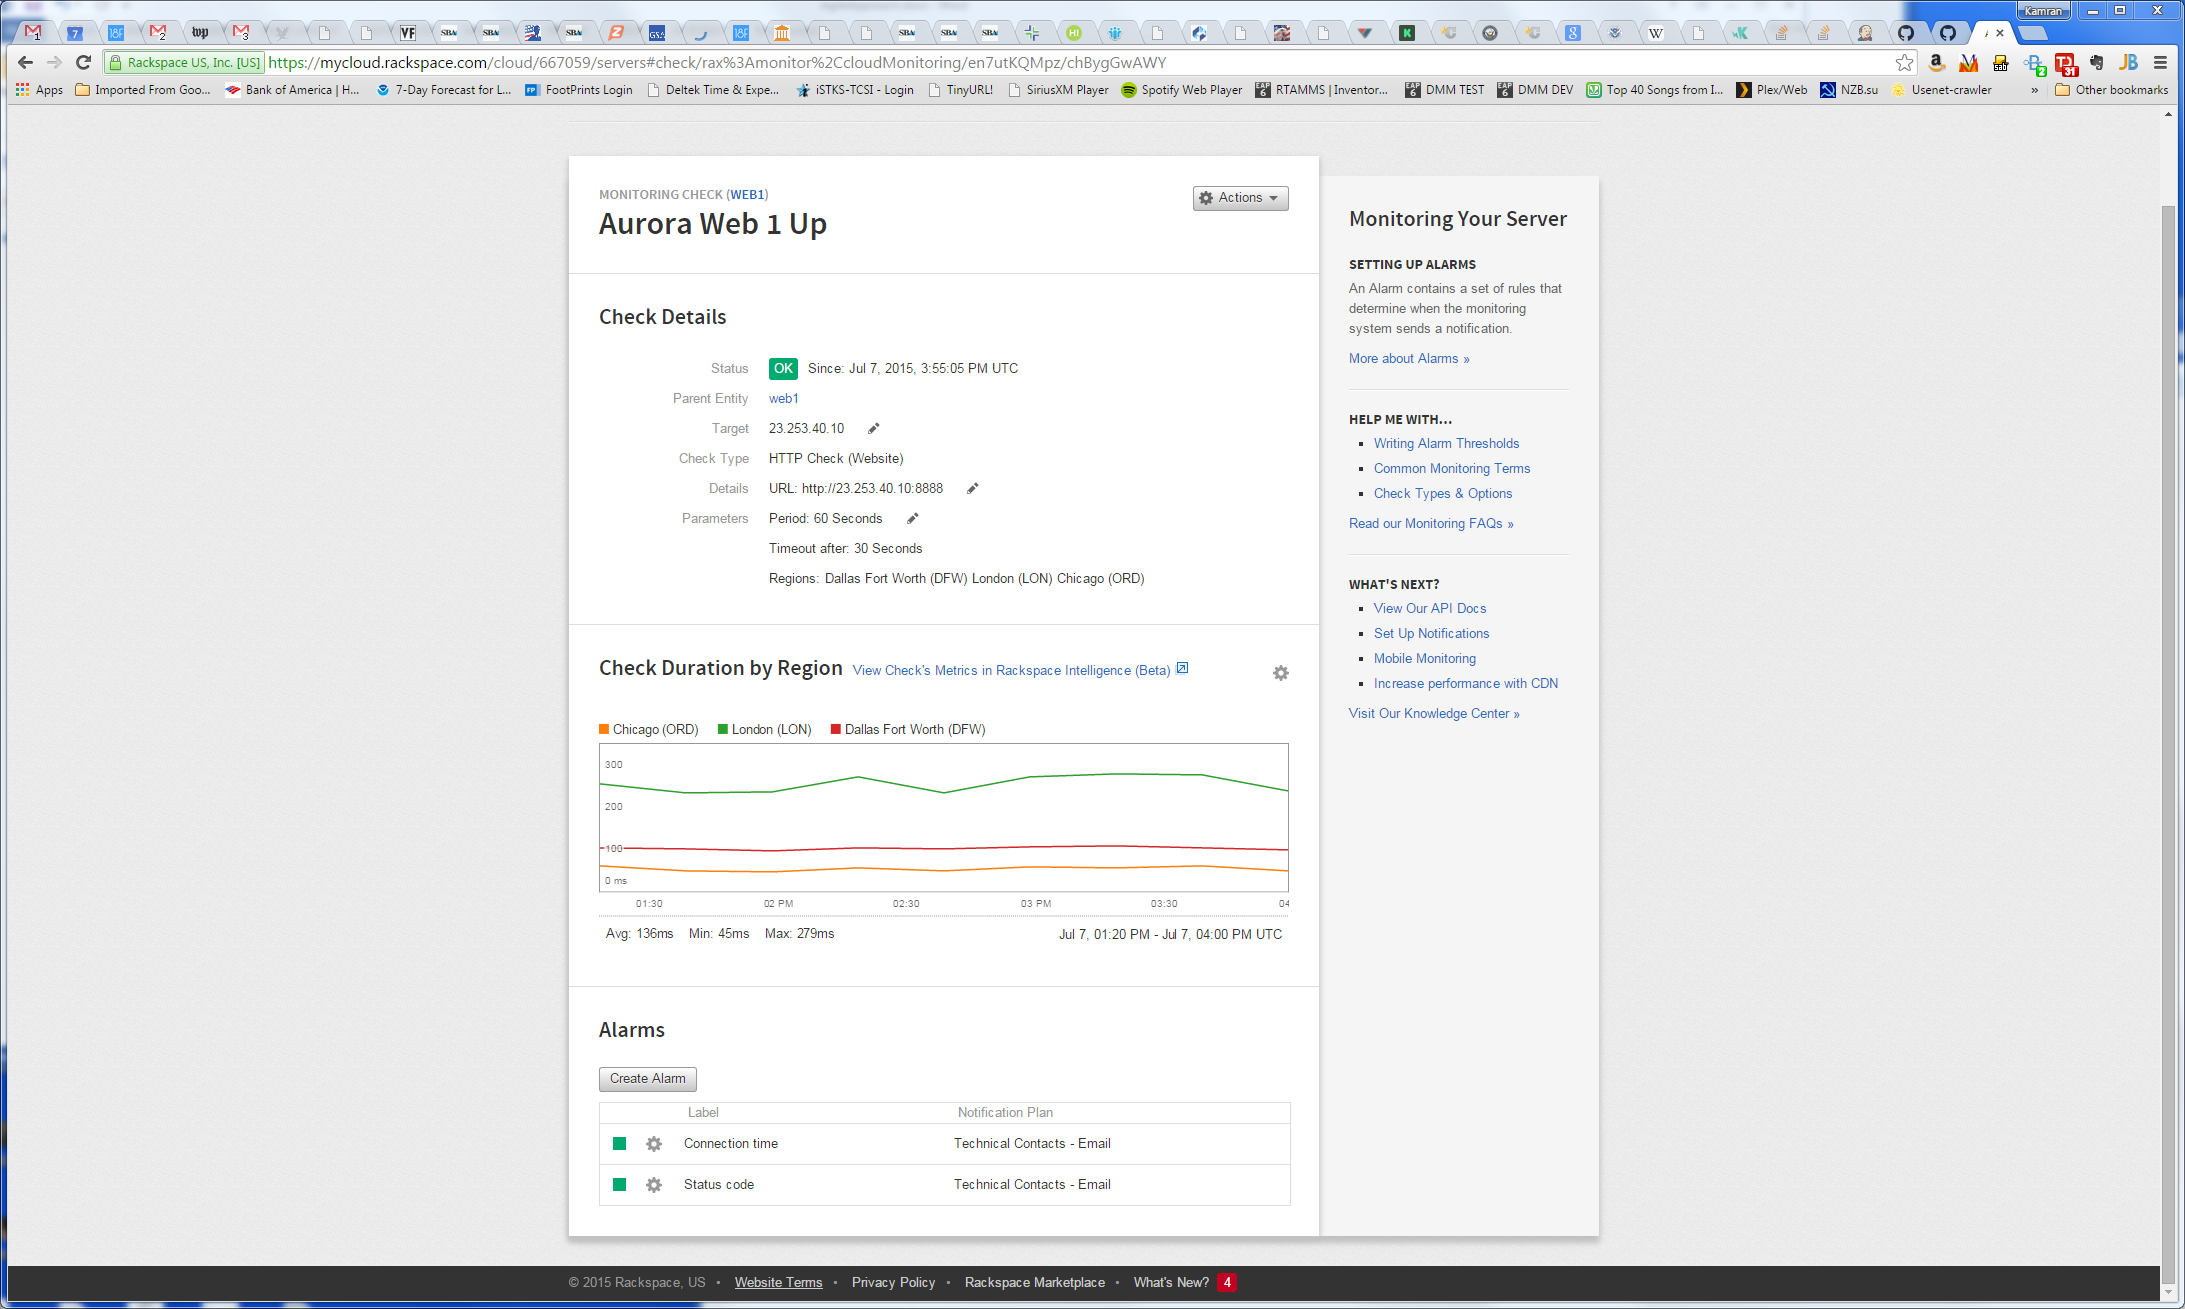 Kamran
Rackspace US, Inc. [US]
https://mycloud.rackspace.com/cloud/667059/servers#check/rax%3Amonitor%2CcloudMonitoring/en7utKQMpz/chBygGwAWY
Apps Imported From Goo... Bank of America | H... 7-Day Forecast for L... FootPrints Login Deltek Time & Expe... iSTKS-TCSI - Login TinyURL! SiriusXM Player Spotify Web Player RTAMMS | Inventor... DMM TEST DMM DEV Top 40 Songs from I... Plex/Web NZB.su Usenet-crawler » Other bookmarks
MONITORING CHECK (WEB1)
Aurora Web 1 Up
Actions
Check Details
Status OK Since: Jul 7, 2015, 3:55:05 PM UTC
Parent Entity web1
Target 23.253.40.10
Check Type HTTP Check (Website)
Details URL: http://23.253.40.10:8888
Parameters Period: 60 Seconds
Timeout after: 30 Seconds
Regions: Dallas Fort Worth (DFW) London (LON) Chicago (ORD)
Check Duration by Region View Check's Metrics in Rackspace Intelligence (Beta)
Chicago (ORD) London (LON) Dallas Fort Worth (DFW)
300
200
100
0 ms
01:30 02 PM 02:30 03 PM 03:30 04
Avg: 136ms Min: 45ms Max: 279ms Jul 7, 01:20 PM - Jul 7, 04:00 PM UTC
Alarms
Create Alarm
Label Notification Plan
Connection time Technical Contacts - Email
Status code Technical Contacts - Email
Monitoring Your Server
SETTING UP ALARMS
An Alarm contains a set of rules that
determine when the monitoring
system sends a notification.
More about Alarms »
HELP ME WITH...
Writing Alarm Thresholds
Common Monitoring Terms
Check Types & Options
Read our Monitoring FAQs »
WHAT'S NEXT?
View Our API Docs
Set Up Notifications
Mobile Monitoring
Increase performance with CDN
Visit Our Knowledge Center »
© 2015 Rackspace, US • Website Terms • Privacy Policy • Rackspace Marketplace • What's New? 4